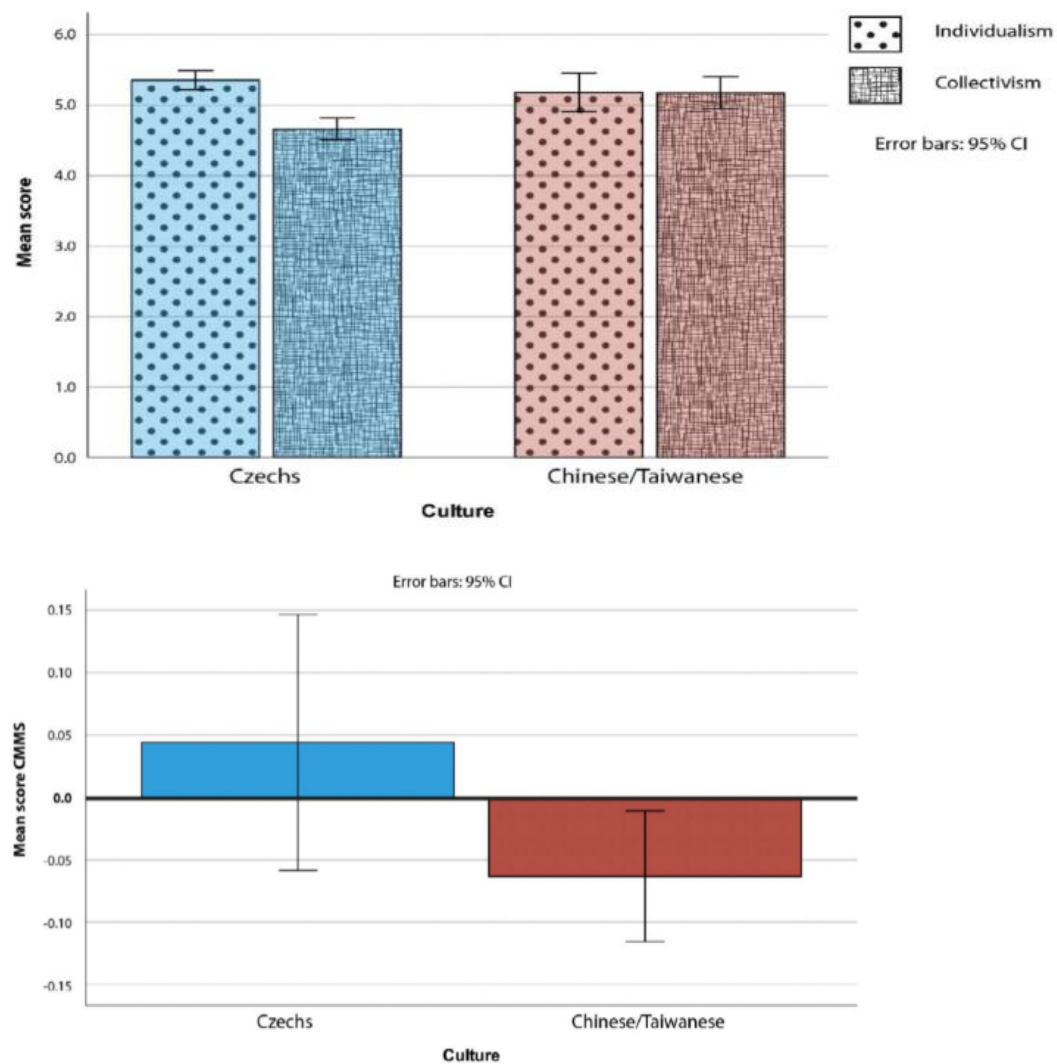 6.0
5.0
4.0
3.0
2.0
1.0
0.0
Mean score
Czechs
Chinese/Taiwanese
Culture
Individualism
Collectivism
Error bars: 95% CI
Error bars: 95% CI
0.15
0.10
0.05
0.0
-0.05
-0.10
-0.15
Mean score CMMS
Czechs
Chinese/Taiwanese
Culture